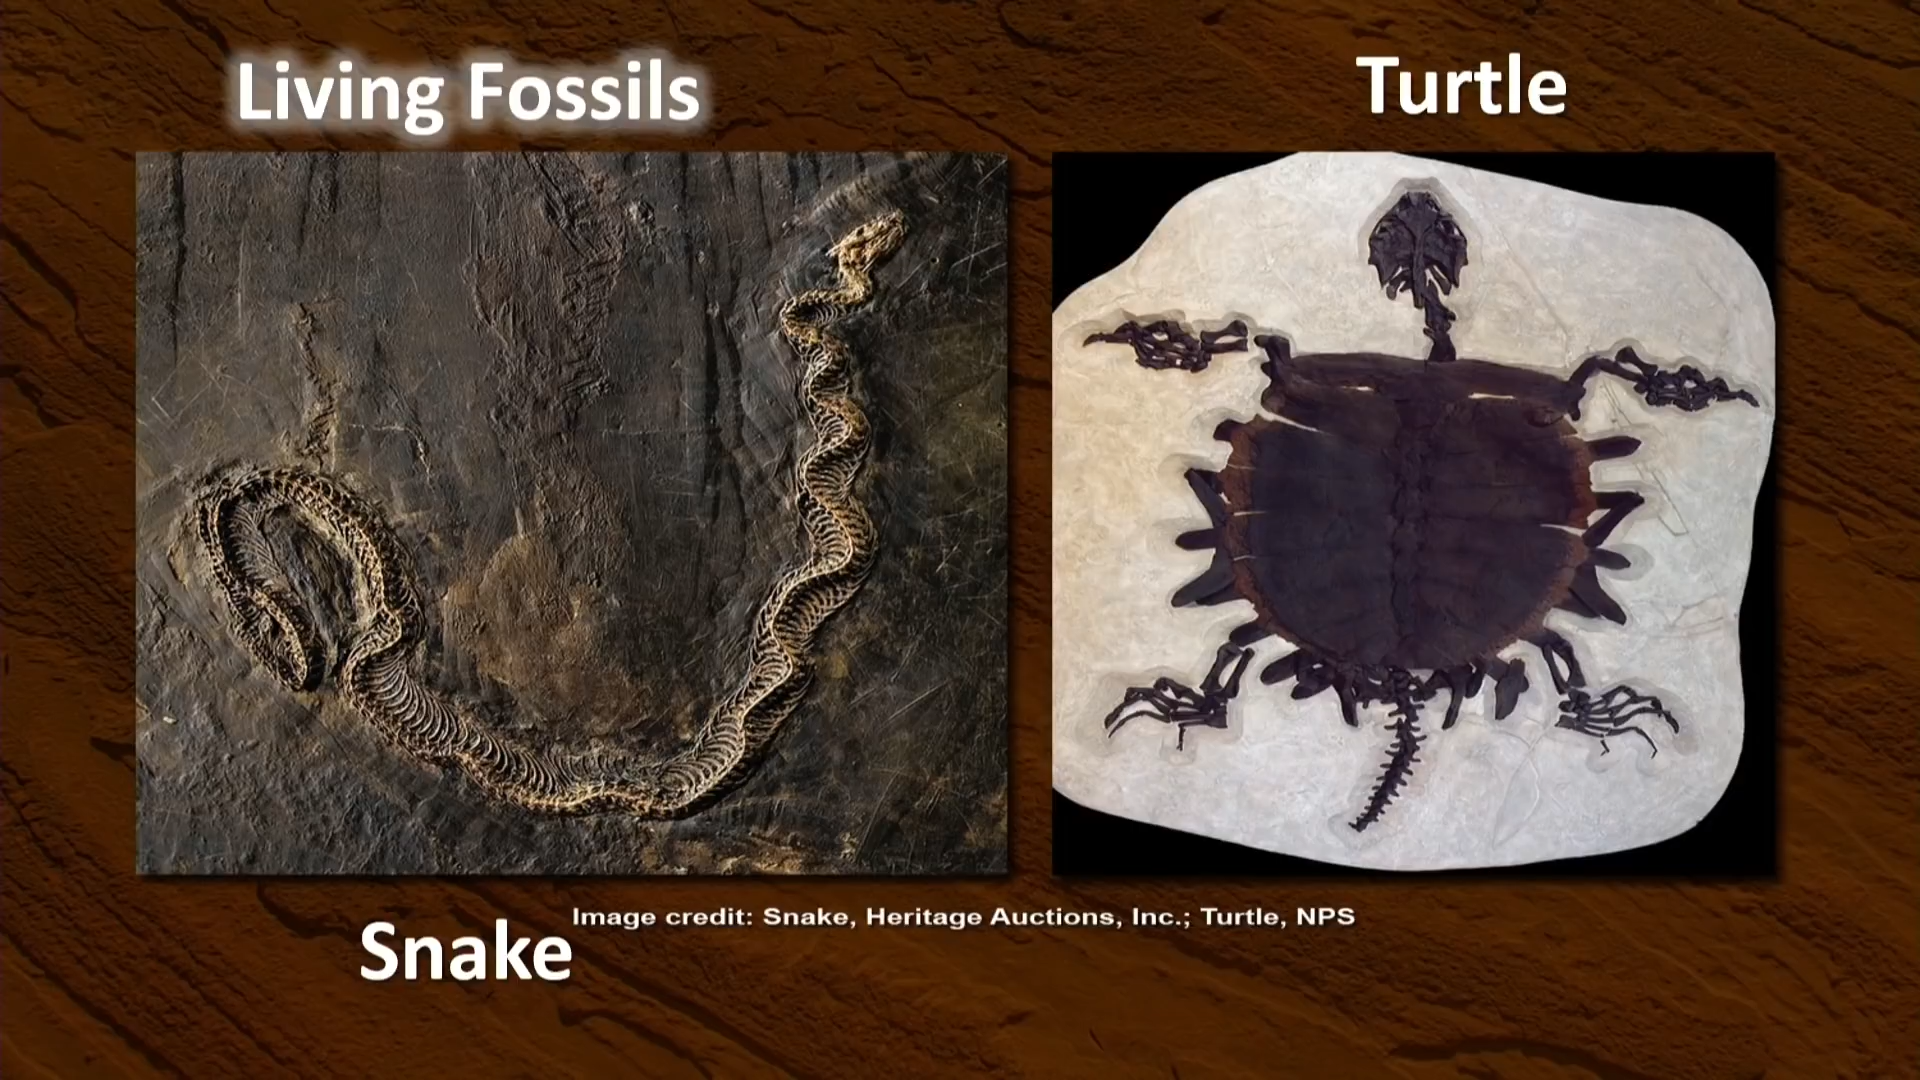 Living Fossils
Turtle
Image credit: Snake, Heritage Auctions, Inc.; Turtle, NPS
Snake